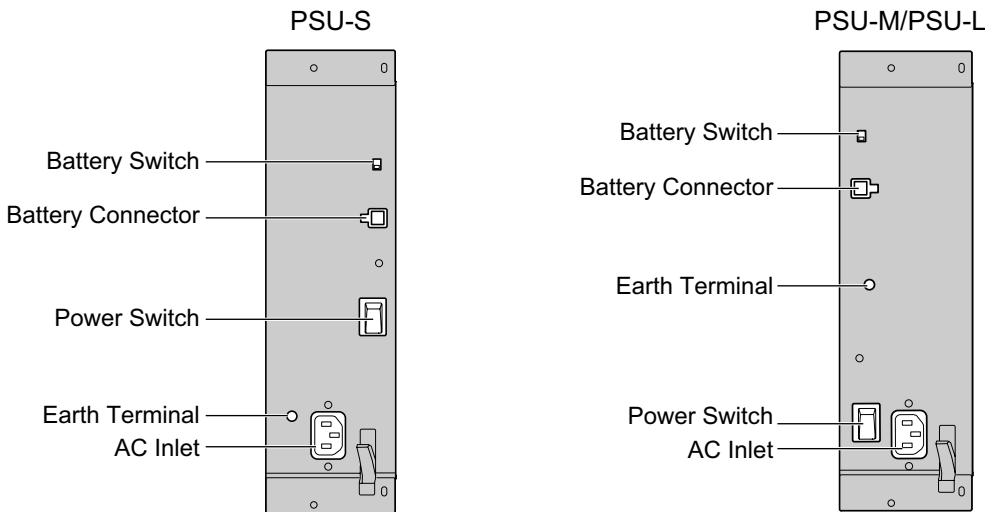 PSU-S
Battery Switch
Battery Connector
Power Switch
Earth Terminal
AC Inlet
PSU-M/PSU-L
Battery Switch
Battery Connector
Earth Terminal
Power Switch
AC Inlet